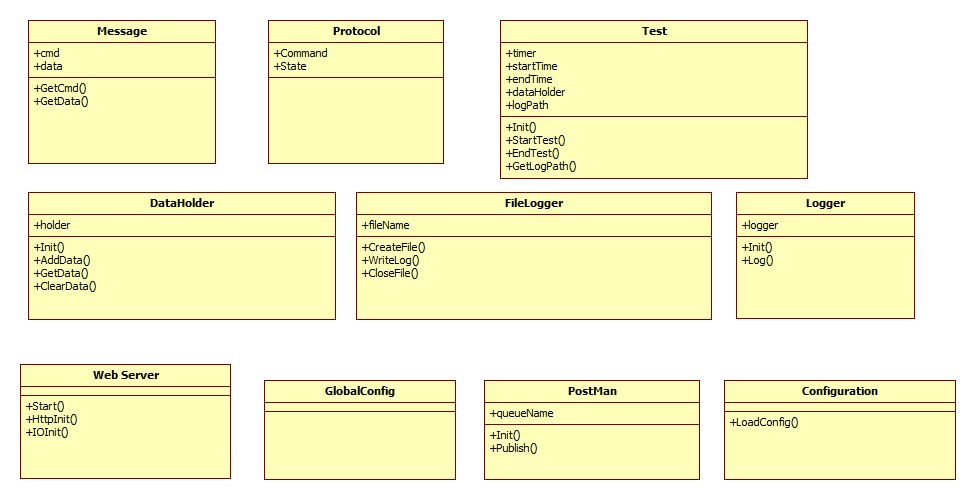 Message
+cmd
+data
+GetCmd()
+GetData()
Protocol
+Command
+State
Test
+timer
+startTime
+endTime
+dataHolder
+logPath
+Init()
+StartTest()
+EndTest()
+GetLogPath()
DataHolder
+holder
+Init()
+AddData()
+GetData()
+ClearData()
FileLogger
+fileName
+CreateFile()
+WriteLog()
+CloseFile()
Logger
+logger
+Init()
+Log()
Web Server
+Start()
+HttpInit()
+IOInit()
GlobalConfig
PostMan
+queueName
+Init()
+Publish()
Configuration
+LoadConfig()